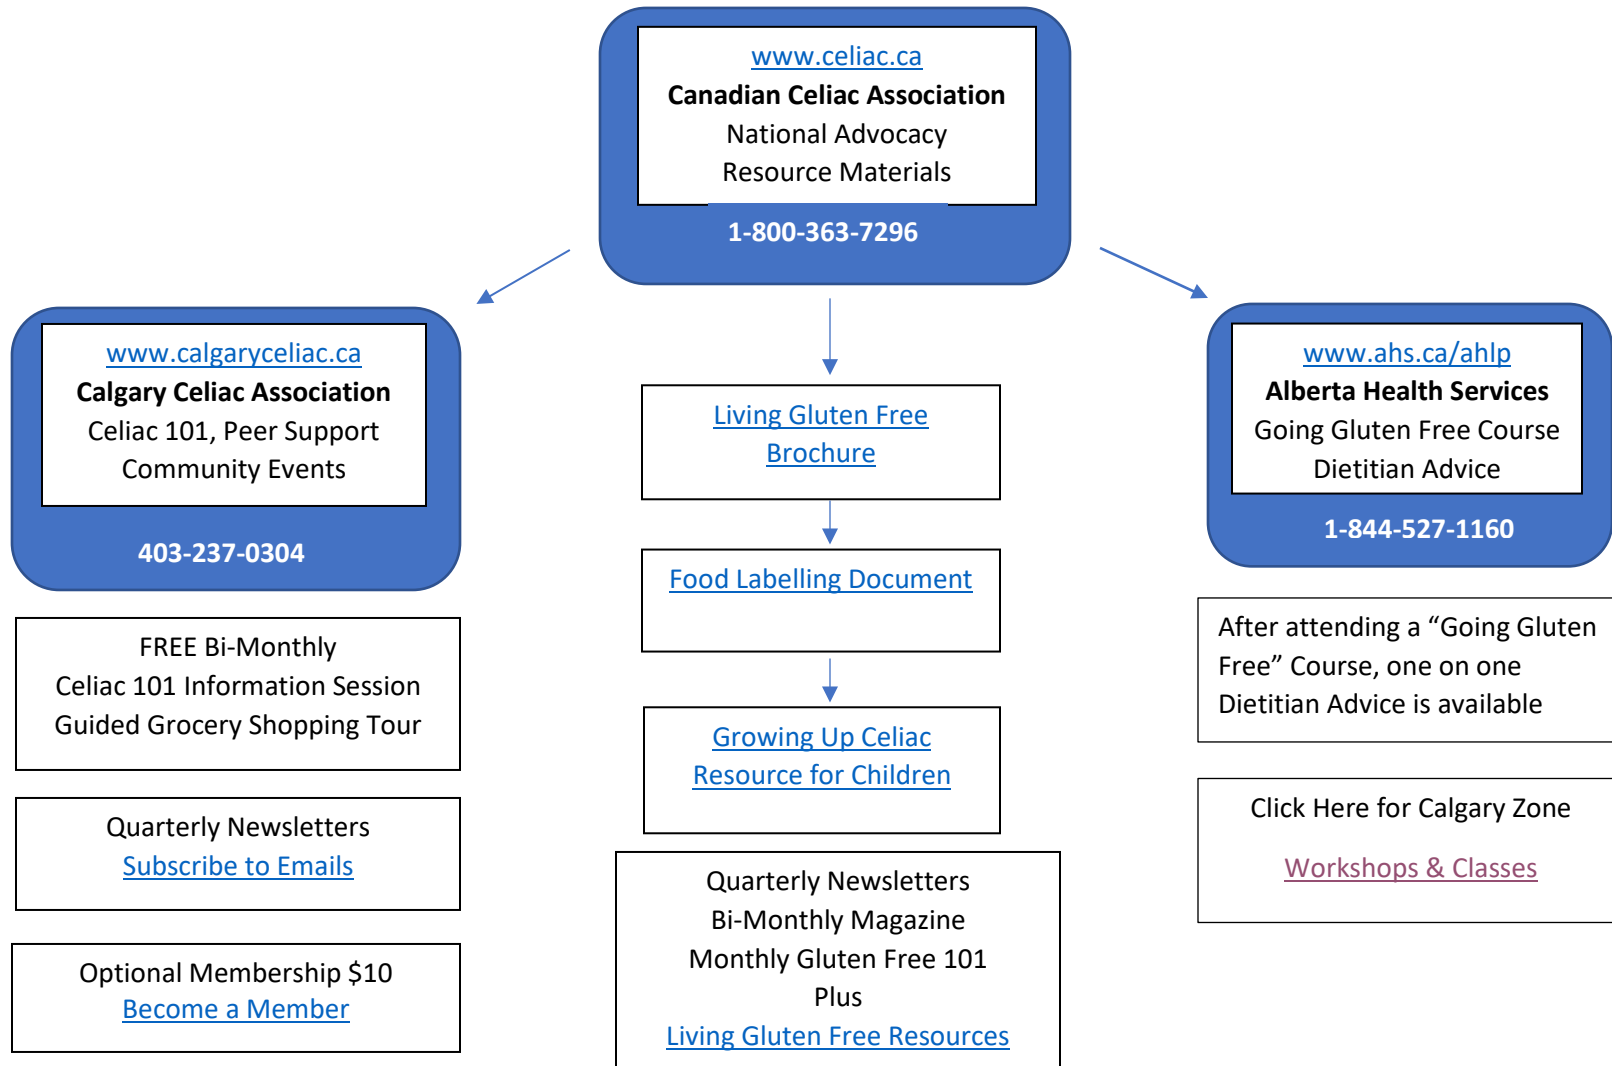 www.celiac.ca
Canadian Celiac Association
National Advocacy
Resource Materials
1-800-363-7296
www.calgaryceliac.ca
Calgary Celiac Association
Celiac 101, Peer Support
Community Events
403-237-0304
FREE Bi-Monthly
Celiac 101 Information Session
Guided Grocery Shopping Tour
Quarterly Newsletters
Subscribe to Emails
Optional Membership $10
Become a Member
Living Gluten Free
Brochure
Food Labelling Document
Growing Up Celiac
Resource for Children
Quarterly Newsletters
Bi-Monthly Magazine
Monthly Gluten Free 101
Plus
Living Gluten Free Resources
www.ahs.ca/ahlp
Alberta Health Services
Going Gluten Free Course
Dietitian Advice
1-844-527-1160
After attending a “Going Gluten
Free” Course, one on one
Dietitian Advice is available
Click Here for Calgary Zone
Workshops & Classes